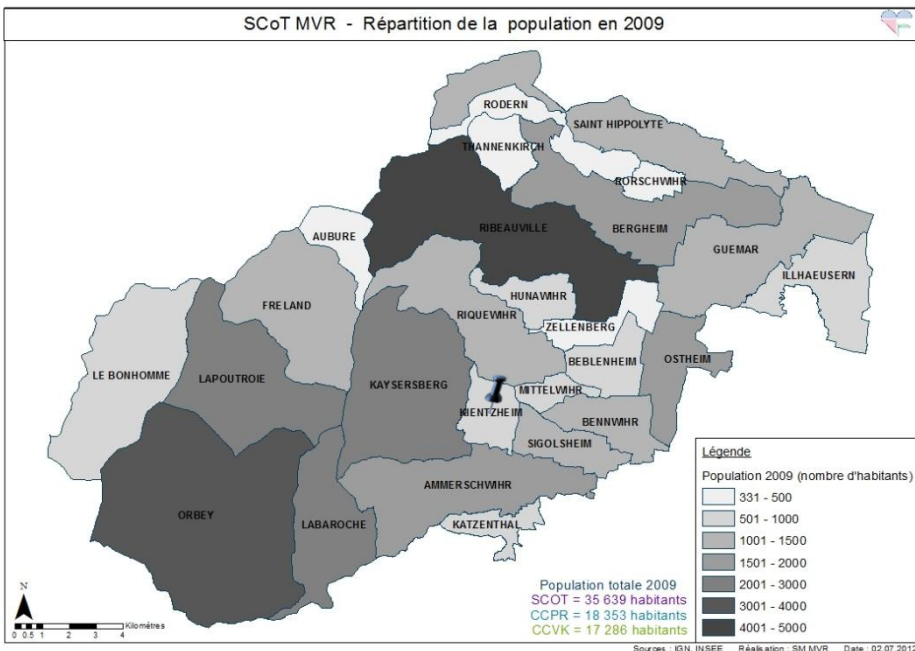 SCoT MVR - Répartition de la population en 2009
RODERN
SAINT HIPPOLYTE
THANNENKIRCH
RORSCHWIHR
AUBURE
RIBEAUVILLE
BERGHEIM
GUEMAR
ILLHAEUSERN
FRELAND
HUNAWIHR
RIQUEWIHR
ZELLENBERG
BEBLENHEIM
OSTHEIM
LE BONHOMME
LAPOUTROIE
KAYSERSBERG
MITTELWIHR
KIENTZHEIM
BENNWIHR
SIGOLSHEIM
AMMERSCHWIHR
ORBEY
LABAROCHE
KATZENTHAL
Légende
Population 2009 (nombre d'habitants)
331 - 500
501 - 1000
1001 - 1500
1501 - 2000
2001 - 3000
3001 - 4000
4001 - 5000
Population totale 2009
SCOT = 35 639 habitants
CCPR = 18 353 habitants
CCVK = 17 286 habitants
N
0 0.5 1 2 3 4 Kilomètres
Sources : IGN, INSEE Réalisation : SM MVR Date : 02.07.2012